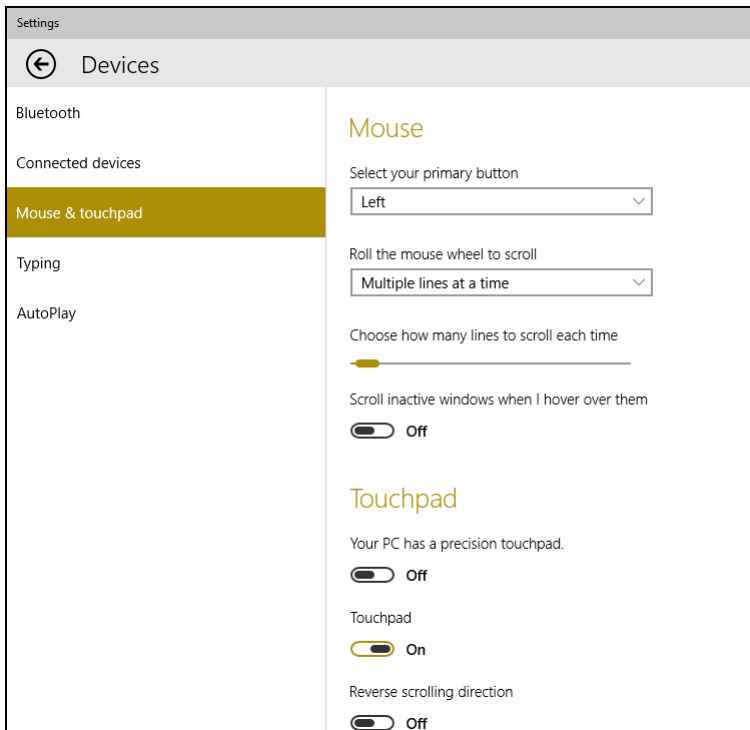 Settings
Devices
Bluetooth
Connected devices
Mouse & touchpad
Typing
AutoPlay
Mouse
Select your primary button
Left
Roll the mouse wheel to scroll
Multiple lines at a time
Choose how many lines to scroll each time
Scroll inactive windows when I hover over them
Off
Touchpad
Your PC has a precision touchpad.
Off
Touchpad
On
Reverse scrolling direction
Off